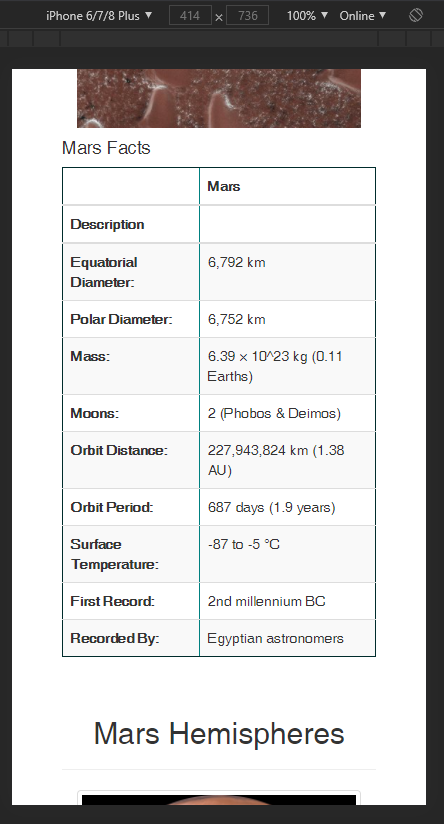 iPhone 6/7/8 Plus ▼ 414 × 736 100% ▼ Online ▼
Mars Facts
Mars
Description
Equatorial Diameter: 6,792 km
Polar Diameter: 6,752 km
Mass: 6.39 × 10^23 kg (0.11 Earths)
Moons: 2 (Phobos & Deimos)
Orbit Distance: 227,943,824 km (1.38 AU)
Orbit Period: 687 days (1.9 years)
Surface Temperature: -87 to -5 °C
First Record: 2nd millennium BC
Recorded By: Egyptian astronomers
Mars Hemispheres